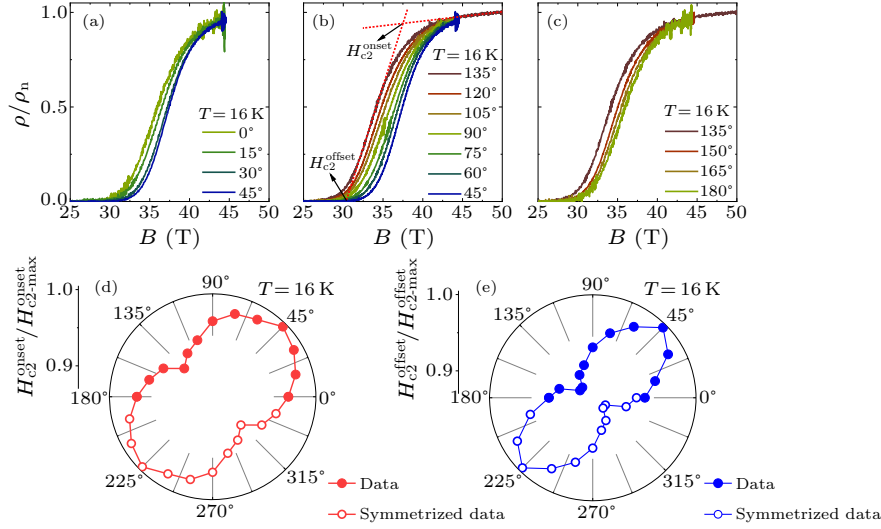 (a)
T = 16 K
0°
15°
30°
45°
ρ/ρn
1.0
0.5
0.0
25 30 35 40 45 50
B (T)
(b)
H_c2^onset
T = 16 K
135°
120°
105°
90°
75°
60°
45°
H_c2^offset
25 30 35 40 45 50
B (T)
(c)
T = 16 K
135°
150°
165°
180°
25 30 35 40 45 50
B (T)
(d)
T = 16 K
H_c2^onset/H_c2-max^onset
1.0
0.9
90°
135°
45°
180°
0°
225°
315°
270°
Data
Symmetrized data
(e)
T = 16 K
H_c2^offset/H_c2-max^offset
1.0
0.9
90°
135°
45°
180°
0°
225°
315°
270°
Data
Symmetrized data